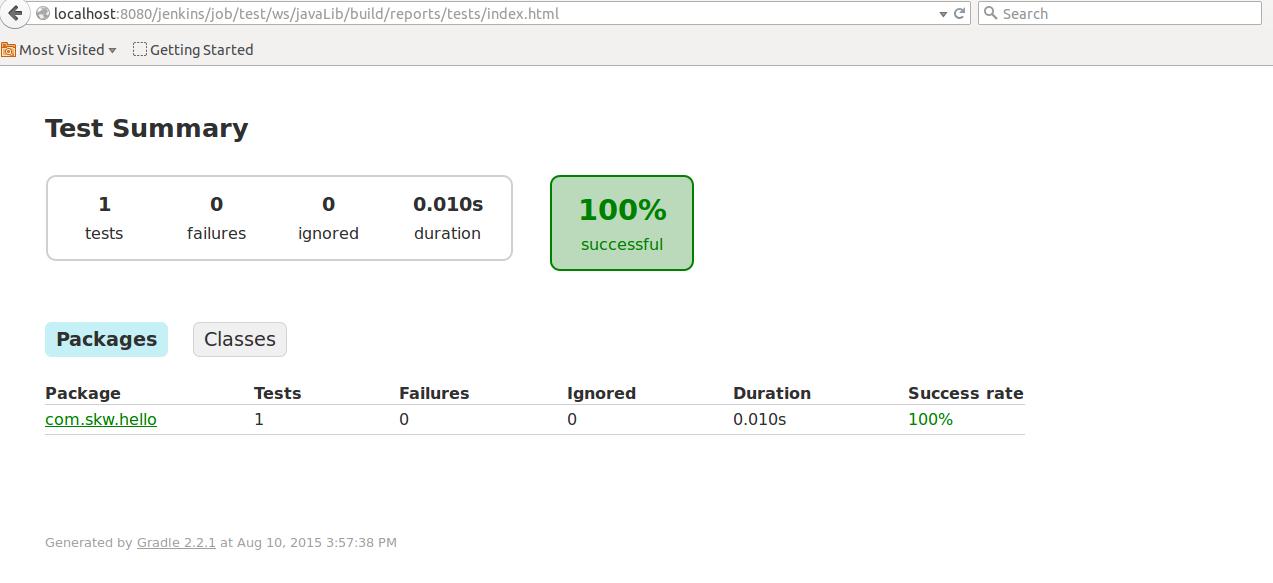 localhost:8080/jenkins/job/test/ws/javaLib/build/reports/tests/index.html Search
Most Visited Getting Started
Test Summary
1 0 0 0.010s
tests failures ignored duration
100%
successful
Packages Classes
Package Tests Failures Ignored Duration Success rate
com.skw.hello 1 0 0 0.010s 100%
Generated by Gradle 2.2.1 at Aug 10, 2015 3:57:38 PM